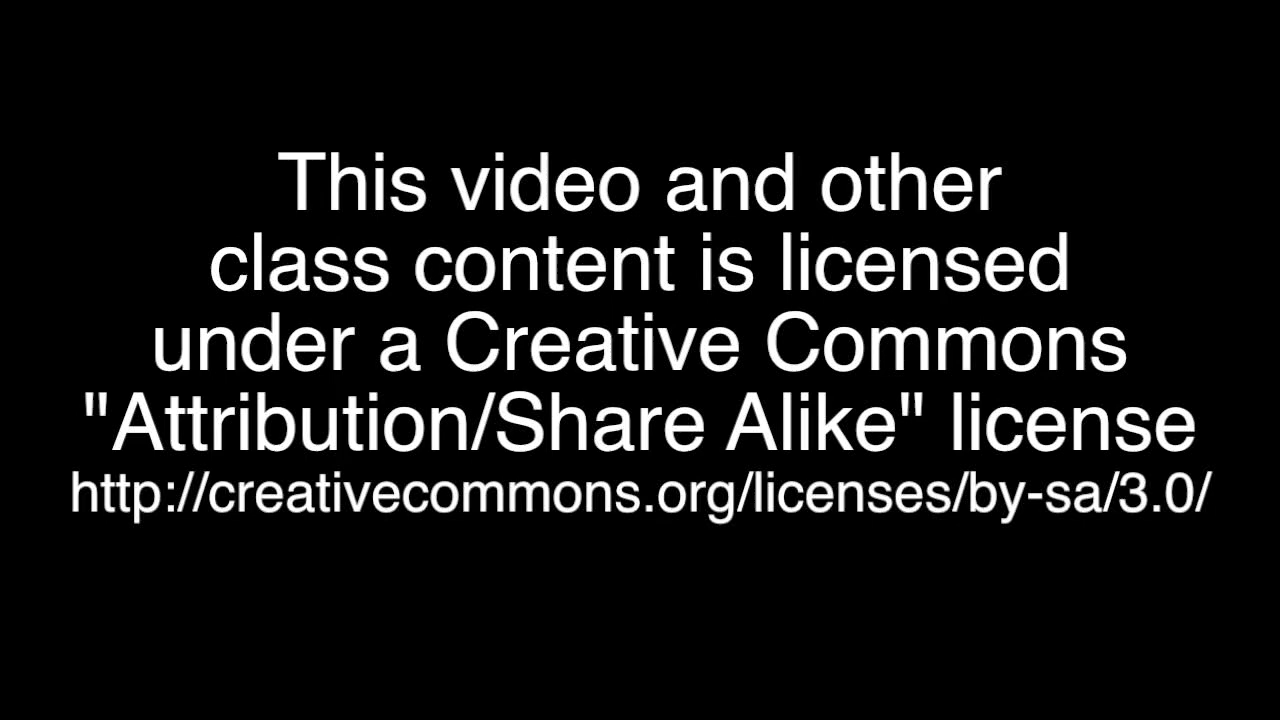 This video and other
class content is licensed
under a Creative Commons
"Attribution/Share Alike" license
http://creativecommons.org/licenses/by-sa/3.0/